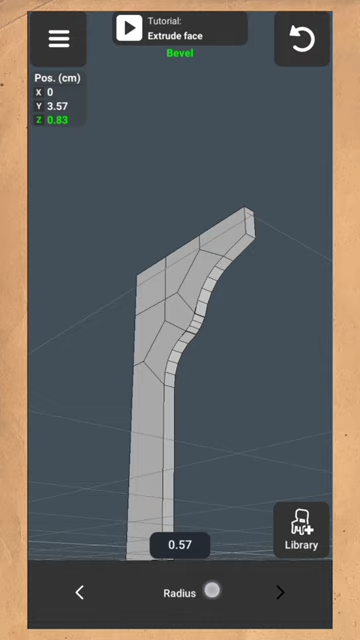 Tutorial:
Extrude face
Bevel
Pos. (cm)
X 0
Y 3.57
Z 0.83
0.57
Library
Radius